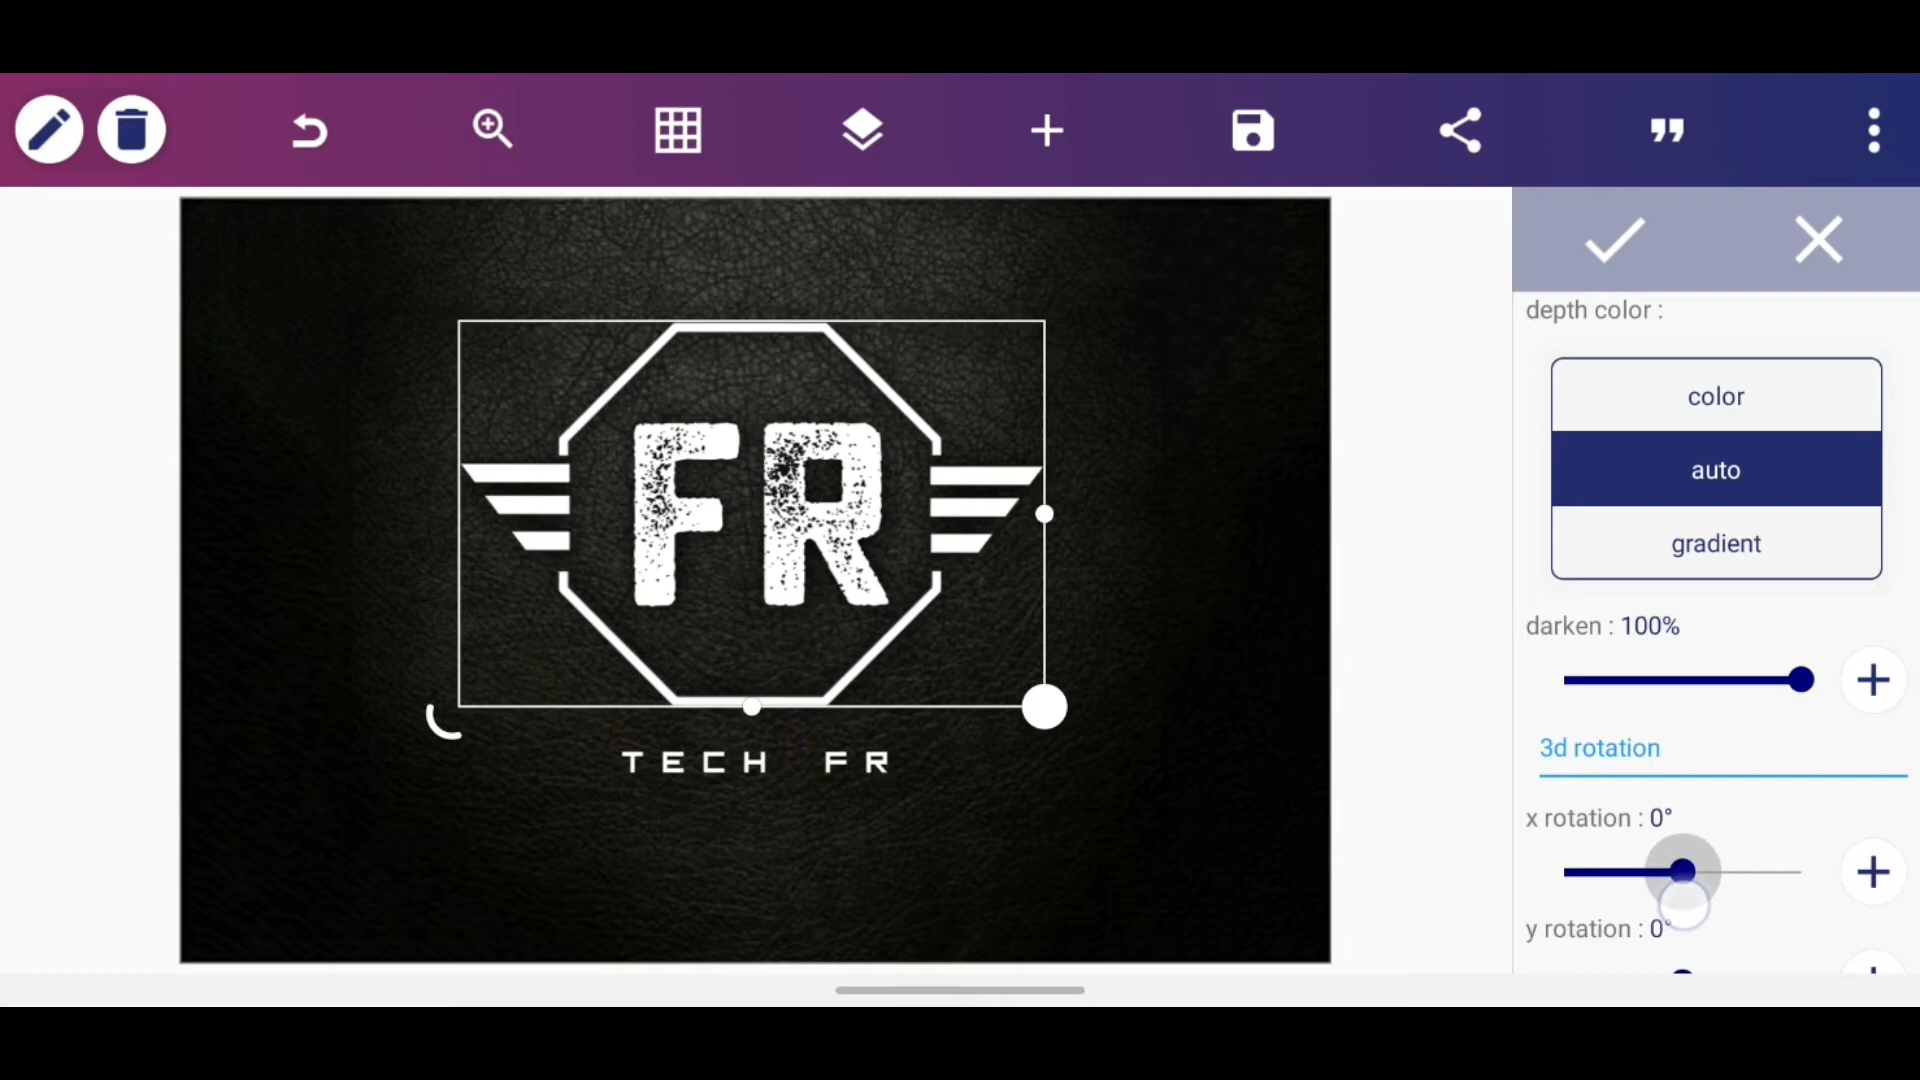 depth color :
color
auto
gradient
darken : 100%
3d rotation
x rotation : 0°
y rotation : 0°
FR
TECH FR